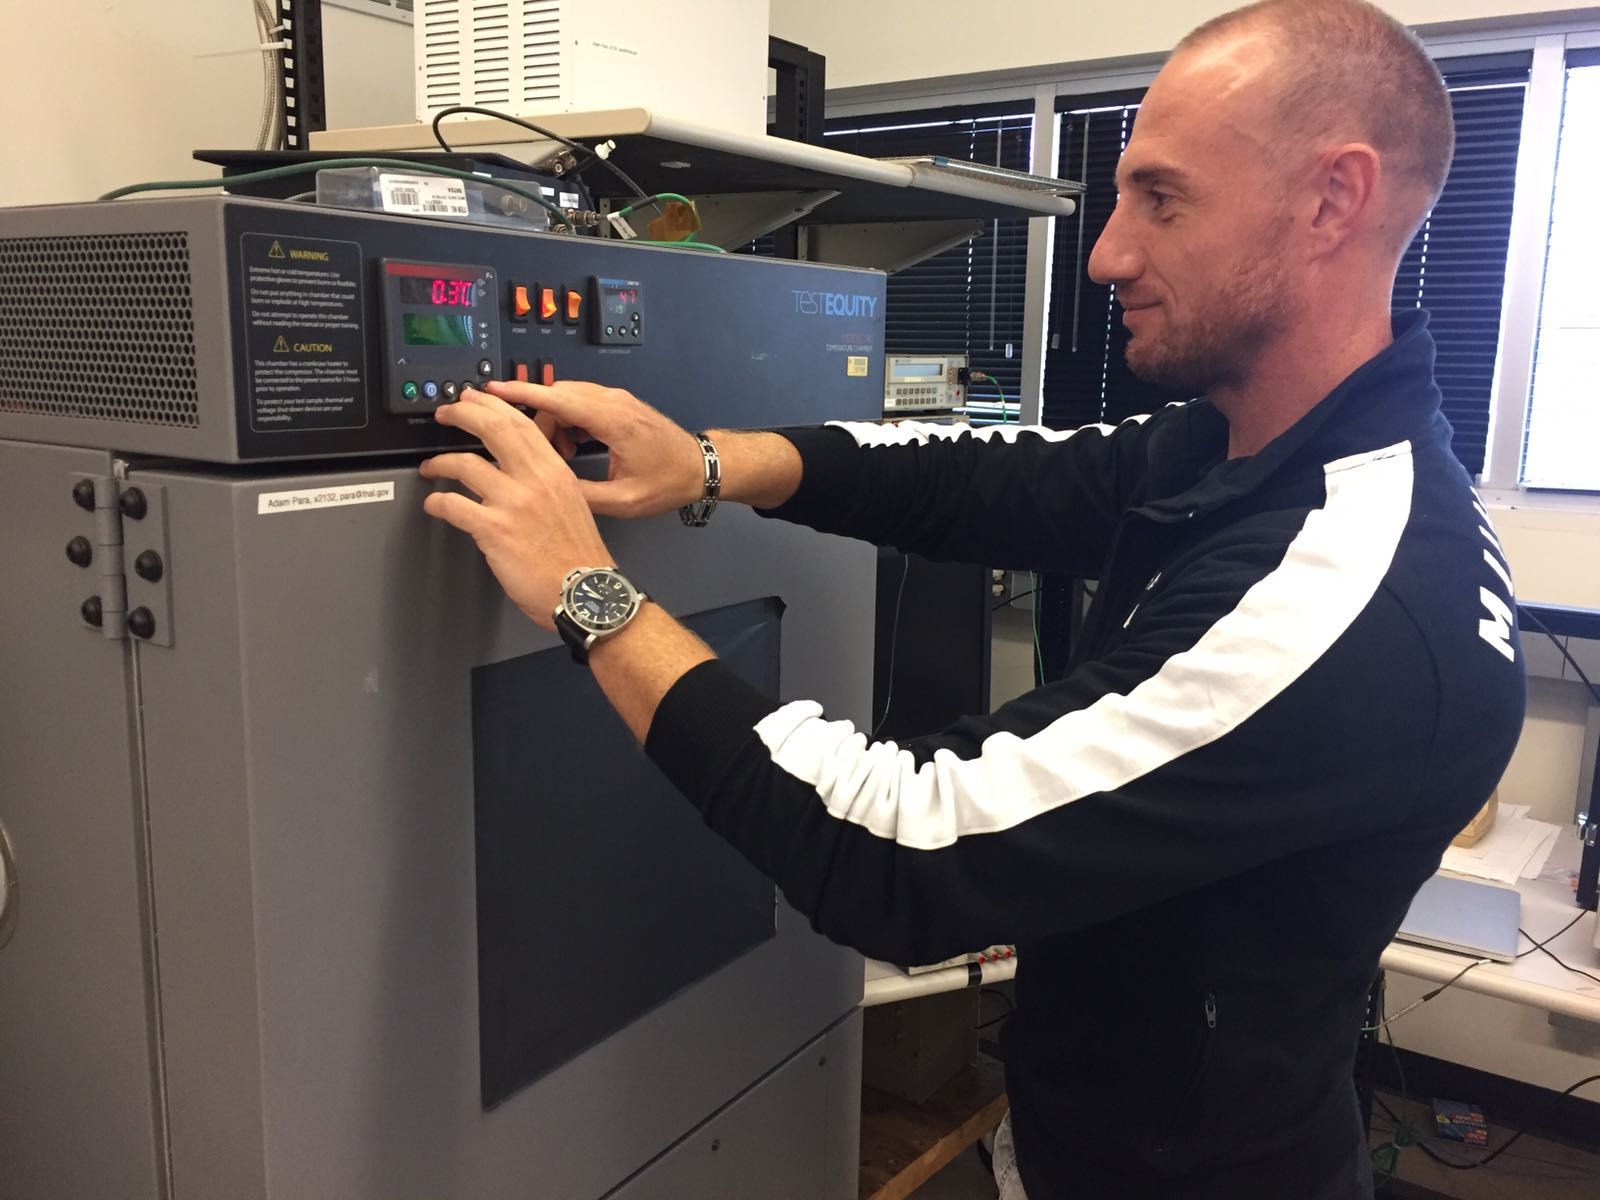 WARNING
Extreme hot or cold temperatures. Use
protective gloves to prevent burns or frostbite.
Do not put anything in chamber that could
burn or explode at high temperatures.
Do not attempt to operate this chamber
without reading the manual or proper training.
CAUTION
This chamber has a crankcase heater to
protect the compressor. The chamber must
be connected to the power source for 3 hours
prior to operation.
To protect your test sample, thermal and
voltage shut-down devices are your
responsibility.
0.3°C
POWER
TEMP
LIGHT
47
LIMIT CONTROLLER
TESTEQUITY
TEMPERATURE CHAMBER
Adam Para, x2132, para@fnal.gov
MI